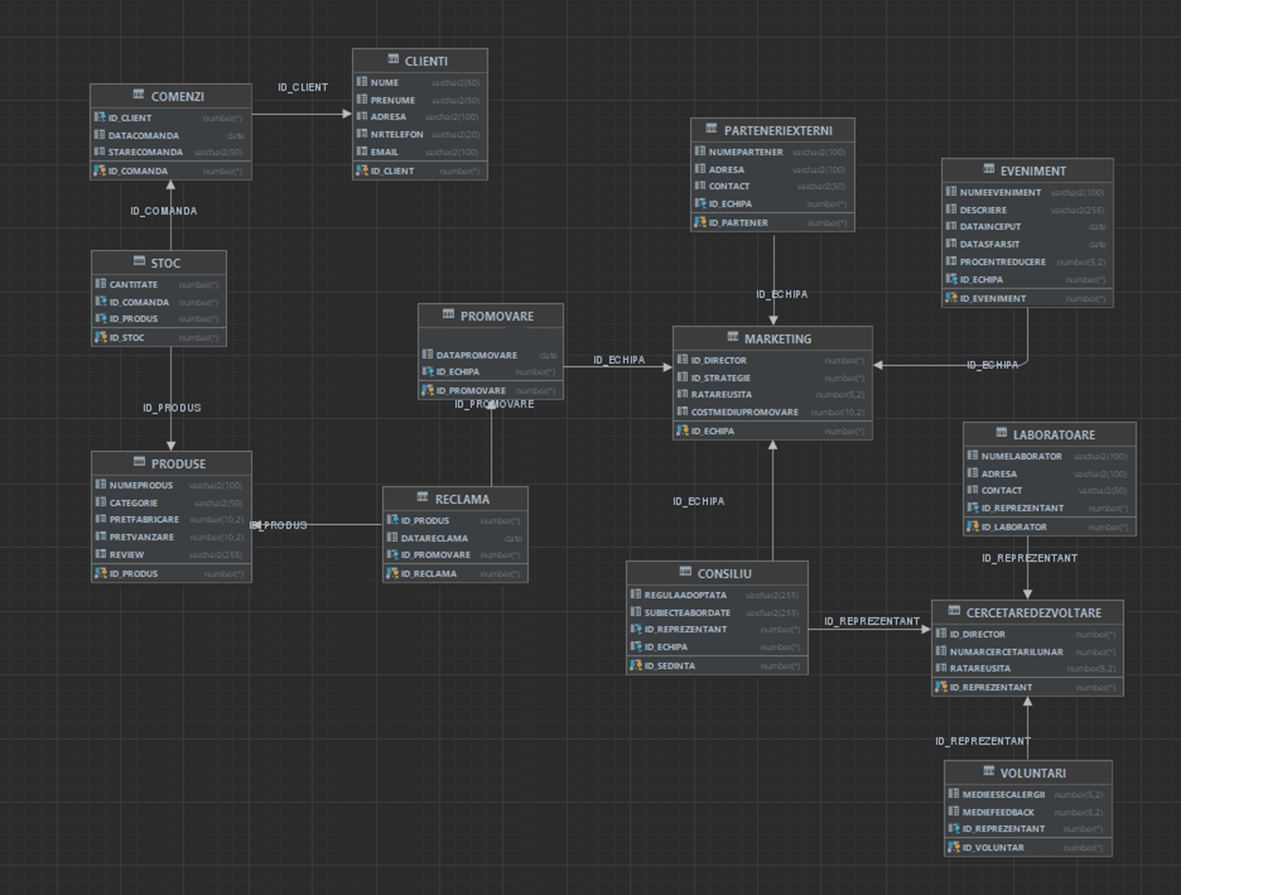 CLIENTI
NUME varchar2(50)
PRENUME varchar2(50)
ADRESA varchar2(100)
NRTELEFON varchar2(20)
EMAIL varchar2(100)
ID_CLIENT number(*)
ID_CLIENT
COMENZI
ID_CLIENT number(*)
DATACOMANDA date
STARECOMANDA varchar2(50)
ID_COMANDA number(*)
ID_COMANDA
STOC
CANTITATE number(*)
ID_COMANDA number(*)
ID_PRODUS number(*)
ID_STOC number(*)
ID_PRODUS
PRODUSE
NUMEPRODUS varchar2(100)
CATEGORIE varchar2(50)
PRETFABRICARE number(10,2)
PRETVANZARE number(10,2)
REVIEW varchar2(255)
ID_PRODUS number(*)
ID_PRODUS
PROMOVARE
DATAPROMOVARE date
ID_ECHIPA number(*)
ID_PROMOVARE number(*)
ID_PROMOVARE
RECLAMA
ID_PRODUS number(*)
DATARECLAMA date
ID_PROMOVARE number(*)
ID_RECLAMA number(*)
ID_ECHIPA
PARTENERIEXTERNI
NUMEPARTENER varchar2(100)
ADRESA varchar2(100)
CONTACT varchar2(50)
ID_ECHIPA number(*)
ID_PARTENER number(*)
ID_ECHIPA
EVENIMENT
NUMEEVENIMENT varchar2(100)
DESCRIERE varchar2(255)
DATAINCEPUT date
DATASFARSIT date
PROCENTREDUCERE number(5,2)
ID_ECHIPA number(*)
ID_EVENIMENT number(*)
ID_ECHIPA
MARKETING
ID_DIRECTOR number(*)
ID_STRATEGIE number(*)
RATAREUSITA number(5,2)
COSTMEDIUPROMOVARE number(10,2)
ID_ECHIPA number(*)
ID_ECHIPA
LABORATOARE
NUMELABORATOR varchar2(100)
ADRESA varchar2(100)
CONTACT varchar2(50)
ID_REPREZENTANT number(*)
ID_LABORATOR number(*)
ID_REPREZENTANT
CONSILIU
REGULAADOPTATA varchar2(255)
SUBIECTEABORDATE varchar2(255)
ID_REPREZENTANT number(*)
ID_ECHIPA number(*)
ID_SEDINTA number(*)
ID_REPREZENTANT
CERCETAREDEZVOLTARE
ID_DIRECTOR number(*)
NUMARCERCETARILUNAR number(*)
RATAREUSITA number(5,2)
ID_REPREZENTANT number(*)
ID_REPREZENTANT
VOLUNTARI
MEDIEESECALERGII number(5,2)
MEDIEFEEDBACK number(5,2)
ID_REPREZENTANT number(*)
ID_VOLUNTAR number(*)